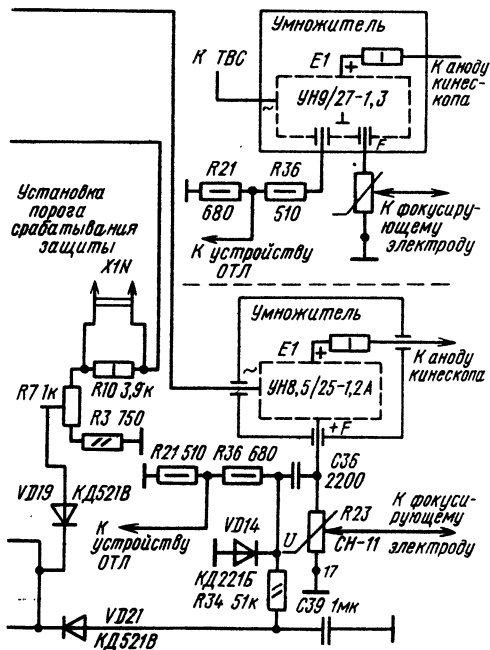 Умножитель
К ТВС
E1
+
К аноду
кинес-
копа
~
УН9/27-1,3
⊥
F
R21
R36
680
510
К устройству
ОТЛ
К фокусиру-
ющему
электроду
Установка
порога
срабатывания
защиты
X1N
Умножитель
E1
+
~
К аноду
кинескопа
УН8,5/25-1,2А
+F
R7 1к
R10 3,9к
R3 750
R21 510
R36 680
C36
2200
VD19
КД521В
К
устройству
ОТЛ
VD14
U
R23
СН-11
К фокуси-
рующему
электроду
КД221Б
17
R34 51к
C39 1мк
VD21
КД521В